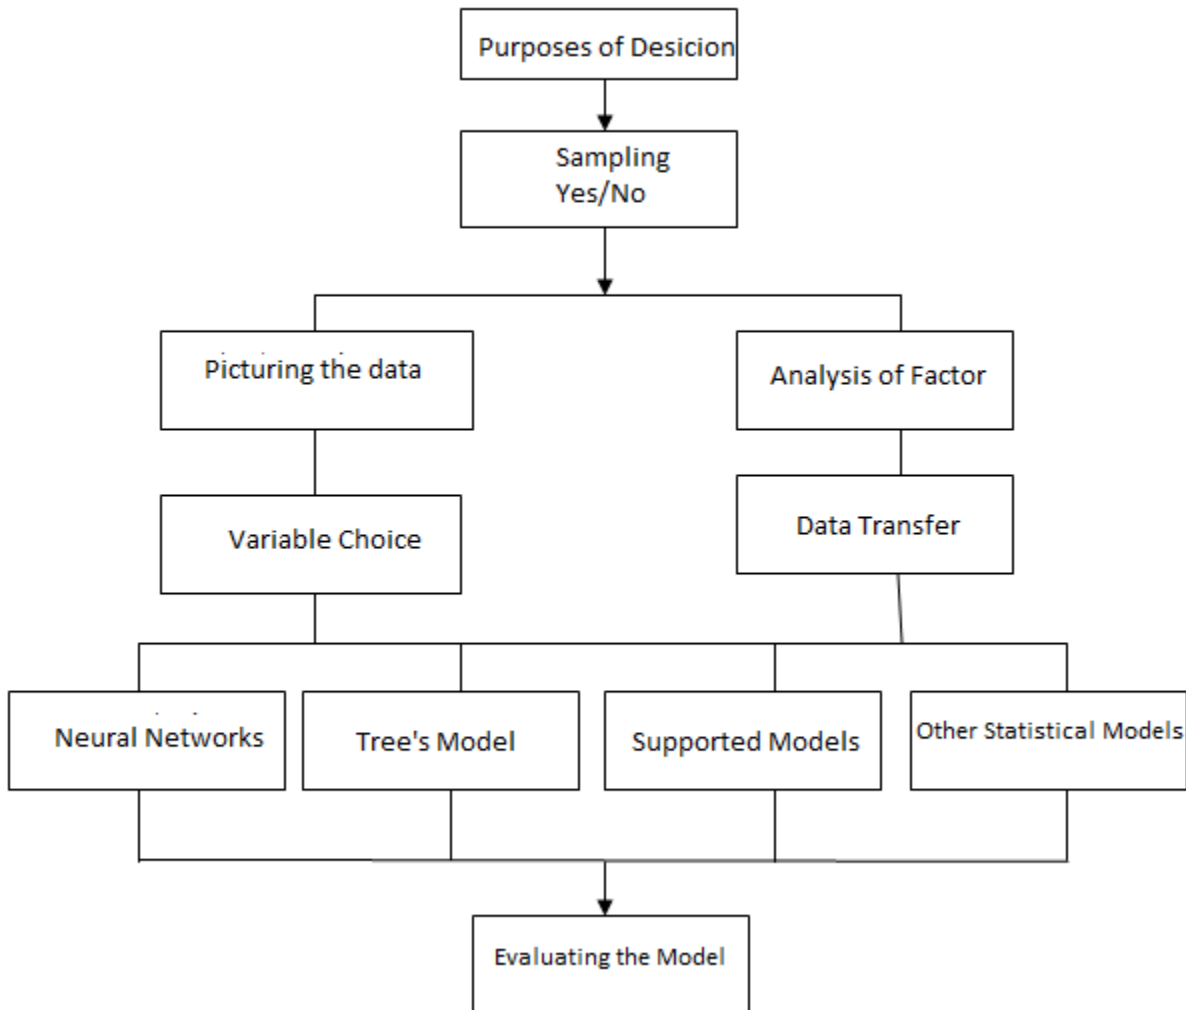 Purposes of Desicion
Sampling
Yes/No
Picturing the data
Analysis of Factor
Variable Choice
Data Transfer
Neural Networks
Tree's Model
Supported Models
Other Statistical Models
Evaluating the Model